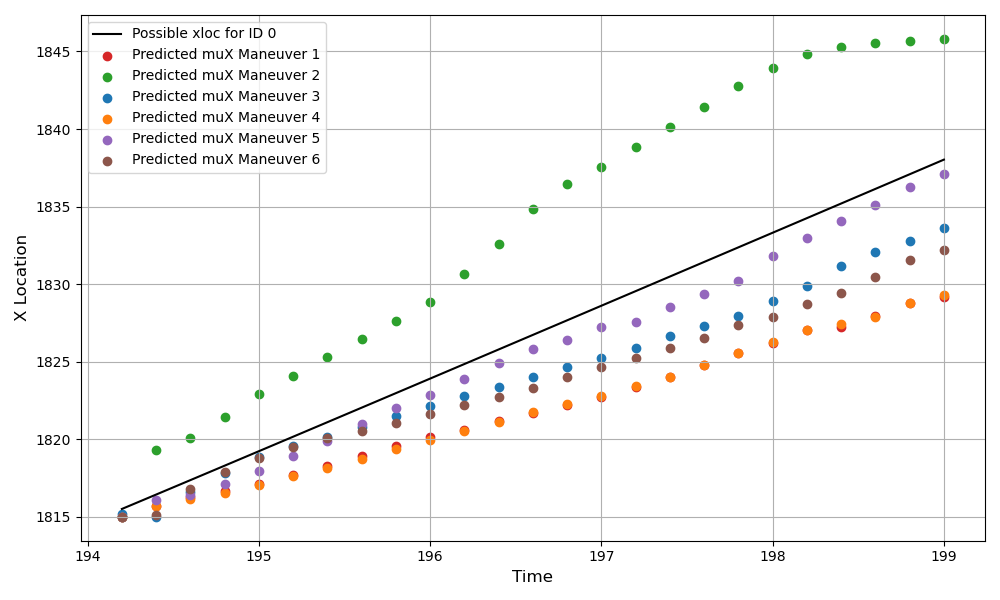 Possible xloc for ID 0
Predicted muX Maneuver 1
Predicted muX Maneuver 2
Predicted muX Maneuver 3
Predicted muX Maneuver 4
Predicted muX Maneuver 5
Predicted muX Maneuver 6
1845
1840
1835
1830
1825
1820
1815
X Location
194
195
196
197
198
199
Time